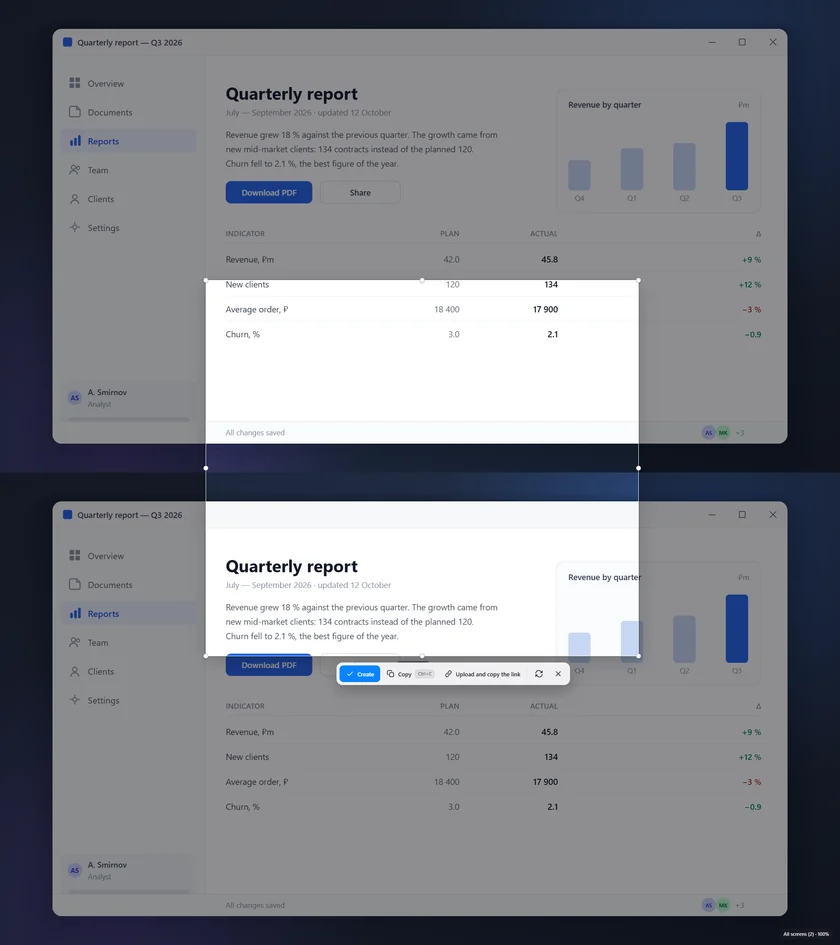 Quarterly report — Q3 2026
Overview
Documents
Reports
Team
Clients
Settings
A. Smirnov
Analyst
AS
Quarterly report
July — September 2026 · updated 12 October
Revenue grew 18 % against the previous quarter. The growth came from
new mid-market clients: 134 contracts instead of the planned 120.
Churn fell to 2.1 %, the best figure of the year.
Download PDF
Share
Revenue by quarter
₽m
Q4 Q1 Q2 Q3
INDICATOR PLAN ACTUAL Δ
Revenue, ₽m 42.0 45.8 +9 %
New clients 120 134 +12 %
Average order, ₽ 18 400 17 900 −3 %
Churn, % 3.0 2.1 −0.9
All changes saved
AS MK +3
Quarterly report — Q3 2026
Overview
Documents
Reports
Team
Clients
Settings
A. Smirnov
Analyst
AS
Quarterly report
July — September 2026 · updated 12 October
Revenue grew 18 % against the previous quarter. The growth came from
new mid-market clients: 134 contracts instead of the planned 120.
Churn fell to 2.1 %, the best figure of the year.
Download PDF
Revenue by quarter
₽m
Q4 Q1 Q2 Q3
Create
Copy Ctrl+C
Upload and copy the link
INDICATOR PLAN ACTUAL Δ
Revenue, ₽m 42.0 45.8 +9 %
New clients 120 134 +12 %
Average order, ₽ 18 400 17 900 −3 %
Churn, % 3.0 2.1 −0.9
All changes saved
AS MK +3
All screens (2) · 100%